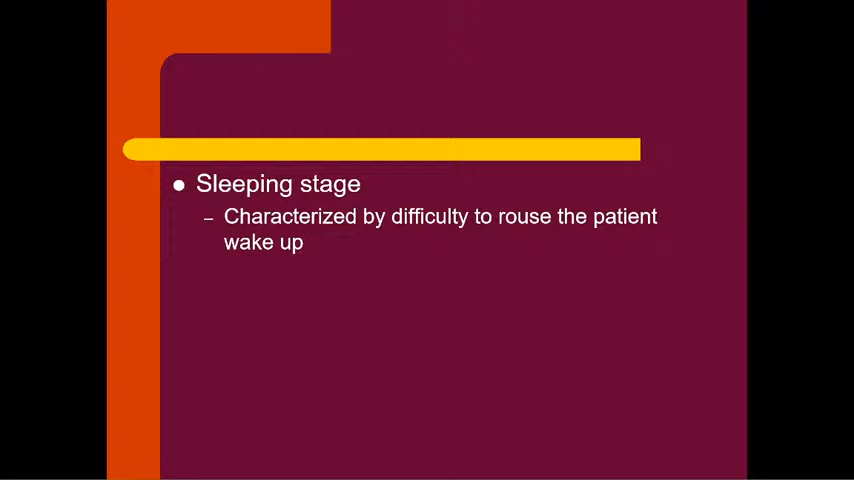 ● Sleeping stage
– Characterized by difficulty to rouse the patient
wake up